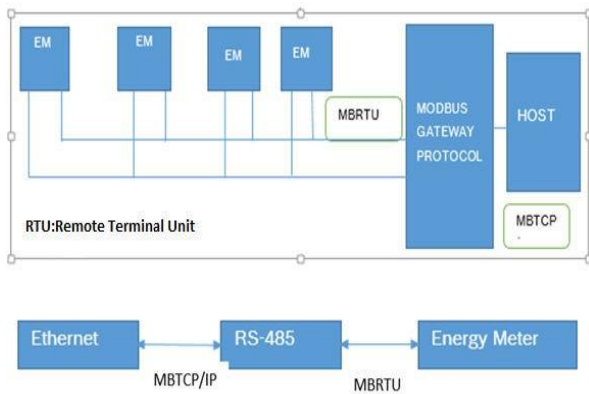 EM
EM
EM
EM
MBRTU
MODBUS
GATEWAY
PROTOCOL
HOST
RTU:Remote Terminal Unit
MBTCP
.
Ethernet
RS-485
Energy Meter
MBTCP/IP
MBRTU